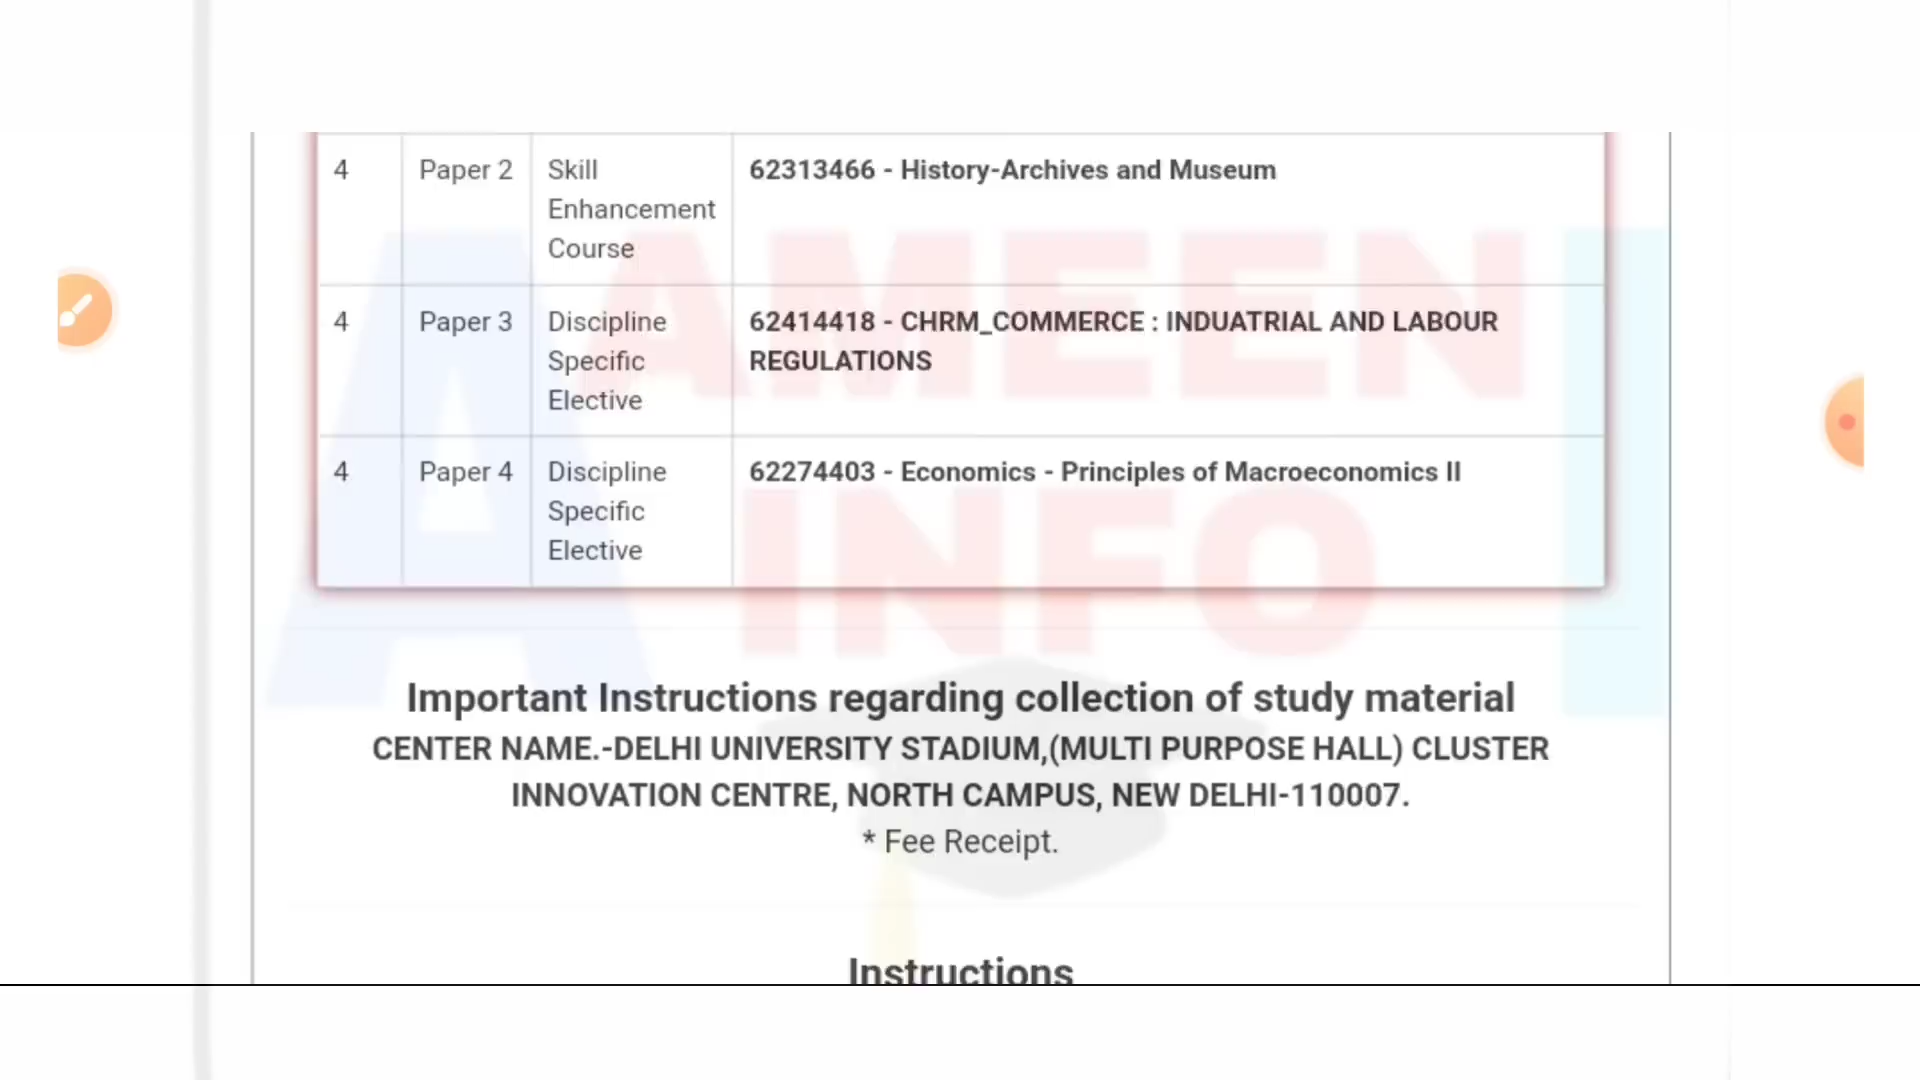 4 Paper 2 Skill 62313466 - History-Archives and Museum
Enhancement
Course
4 Paper 3 Discipline 62414418 - CHRM_COMMERCE : INDUATRIAL AND LABOUR
Specific REGULATIONS
Elective
4 Paper 4 Discipline 62274403 - Economics - Principles of Macroeconomics II
Specific
Elective
AMEEN
INFO
Important Instructions regarding collection of study material
CENTER NAME.-DELHI UNIVERSITY STADIUM,(MULTI PURPOSE HALL) CLUSTER
INNOVATION CENTRE, NORTH CAMPUS, NEW DELHI-110007.
* Fee Receipt.
Instructions